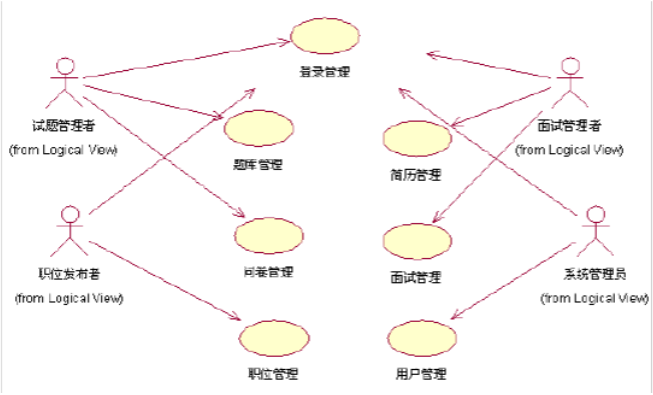 登录管理
试题管理者
(from Logical View)
面试管理者
(from Logical View)
题库管理
简历管理
职位发布者
(from Logical View)
问卷管理
面试管理
系统管理员
(from Logical View)
职位管理
用户管理